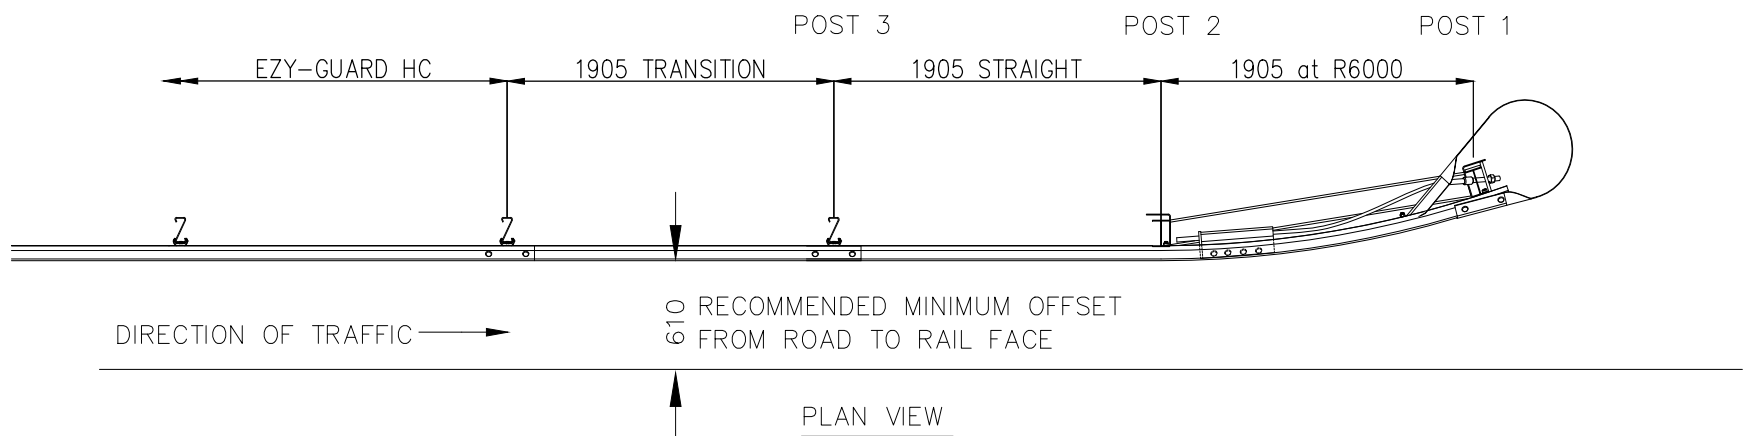 POST 3
POST 2
POST 1
EZY-GUARD HC
1905 TRANSITION
1905 STRAIGHT
1905 at R6000
610
RECOMMENDED MINIMUM OFFSET
FROM ROAD TO RAIL FACE
DIRECTION OF TRAFFIC
PLAN VIEW